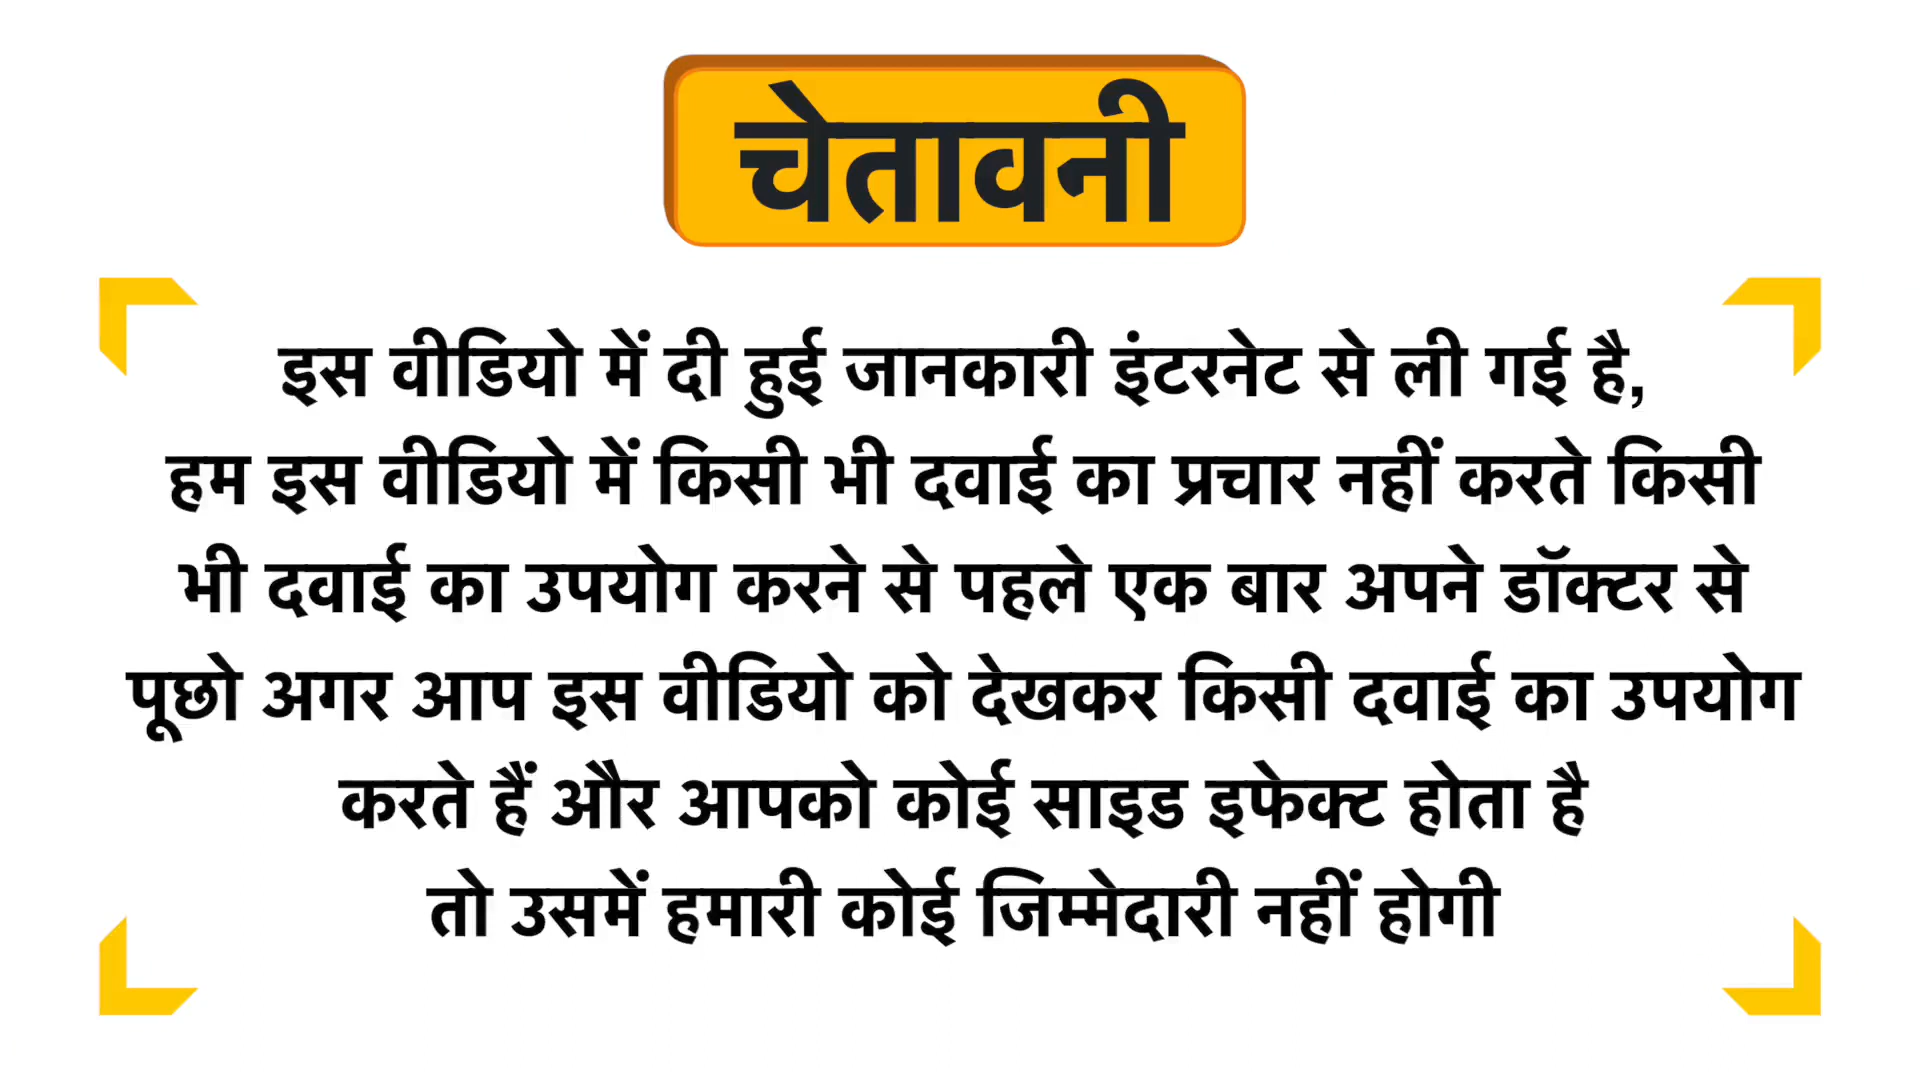 चेतावनी
इस वीडियो में दी हुई जानकारी इंटरनेट से ली गई है,
हम इस वीडियो में किसी भी दवाई का प्रचार नहीं करते किसी
भी दवाई का उपयोग करने से पहले एक बार अपने डॉक्टर से
पूछो अगर आप इस वीडियो को देखकर किसी दवाई का उपयोग
करते हैं और आपको कोई साइड इफेक्ट होता है
तो उसमें हमारी कोई जिम्मेदारी नहीं होगी